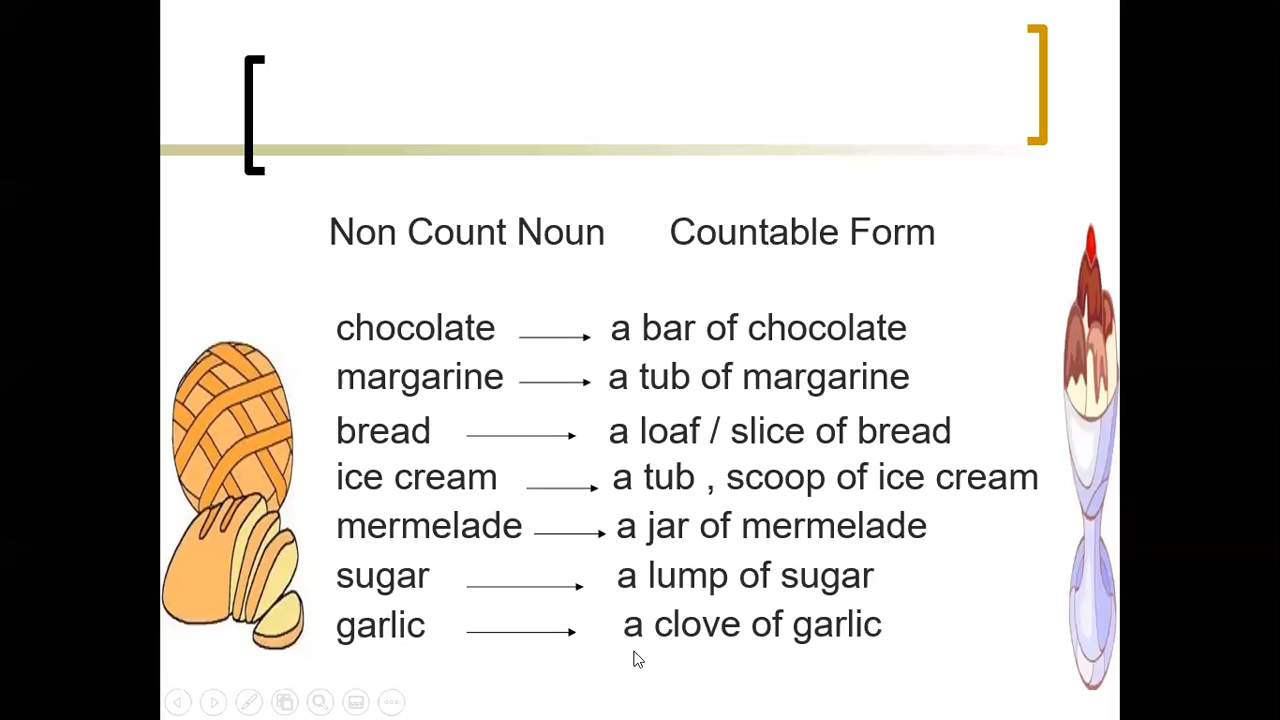 Non Count Noun Countable Form
chocolate a bar of chocolate
margarine a tub of margarine
bread a loaf / slice of bread
ice cream a tub , scoop of ice cream
mermelade a jar of mermelade
sugar a lump of sugar
garlic a clove of garlic